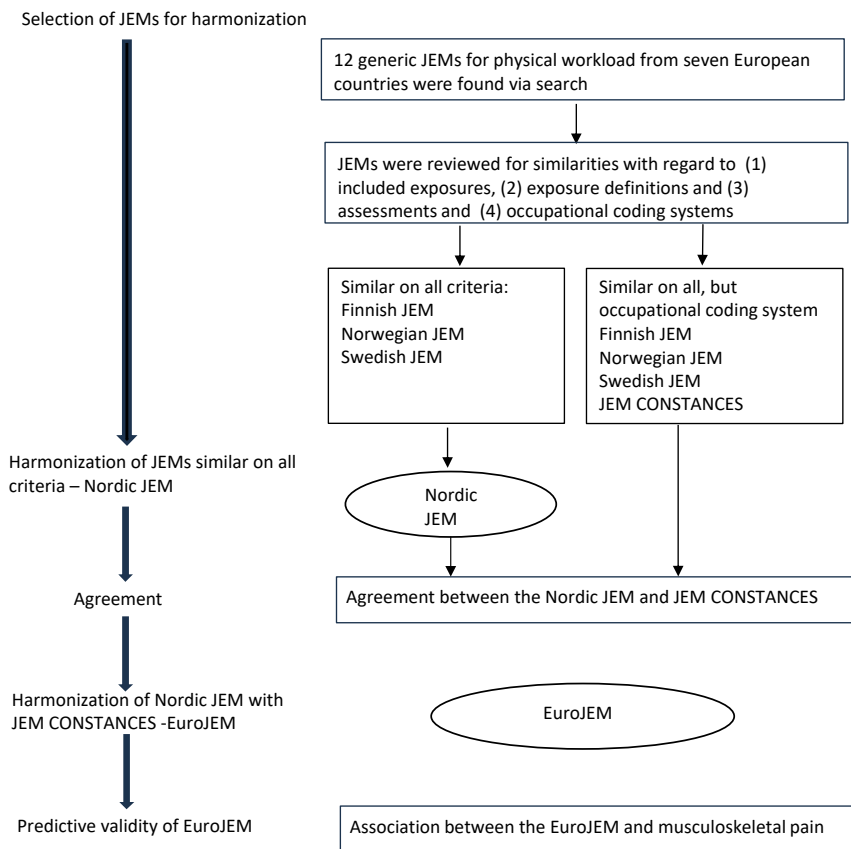 Selection of JEMs for harmonization
12 generic JEMs for physical workload from seven European
countries were found via search
JEMs were reviewed for similarities with regard to (1)
included exposures, (2) exposure definitions and (3)
assessments and (4) occupational coding systems
Similar on all criteria:
Finnish JEM
Norwegian JEM
Swedish JEM
Similar on all, but
occupational coding system
Finnish JEM
Norwegian JEM
Swedish JEM
JEM CONSTANCES
Harmonization of JEMs similar on all
criteria – Nordic JEM
Nordic
JEM
Agreement
Agreement between the Nordic JEM and JEM CONSTANCES
Harmonization of Nordic JEM with
JEM CONSTANCES -EuroJEM
EuroJEM
Predictive validity of EuroJEM
Association between the EuroJEM and musculoskeletal pain